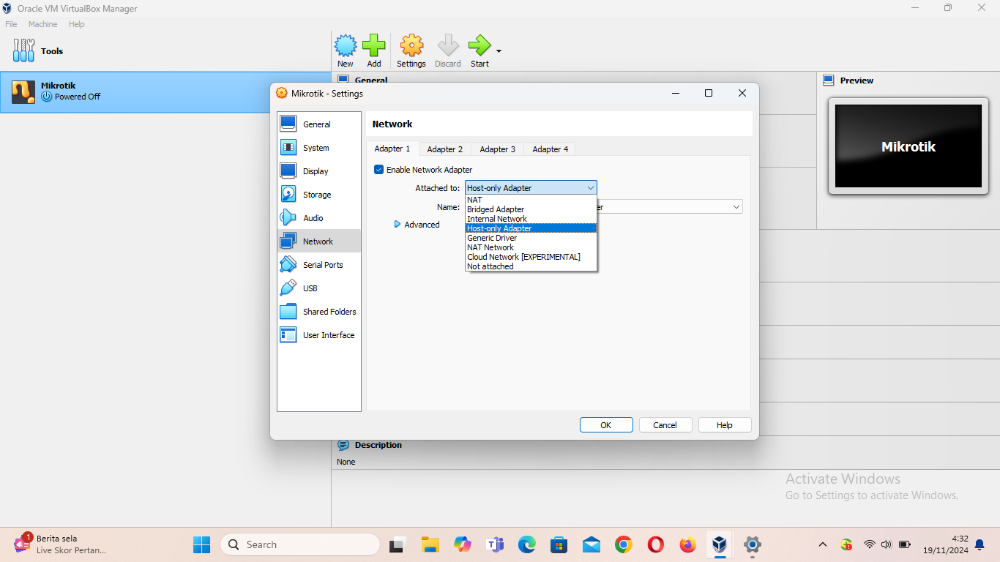 Oracle VM VirtualBox Manager
File Machine Help
Tools
New Add Settings Discard Start
Mikrotik
Powered Off
General
Preview
Mikrotik
Mikrotik - Settings
General
System
Display
Storage
Audio
Network
Serial Ports
USB
Shared Folders
User Interface
Network
Adapter 1 Adapter 2 Adapter 3 Adapter 4
Enable Network Adapter
Attached to: Host-only Adapter
NAT
Bridged Adapter
Internal Network
Host-only Adapter
Generic Driver
NAT Network
Cloud Network [EXPERIMENTAL]
Not attached
Name: er
Advanced
OK Cancel Help
Description
None
Activate Windows
Go to Settings to activate Windows.
1
Berita sela
Live Skor Pertan...
Search
4:32
19/11/2024